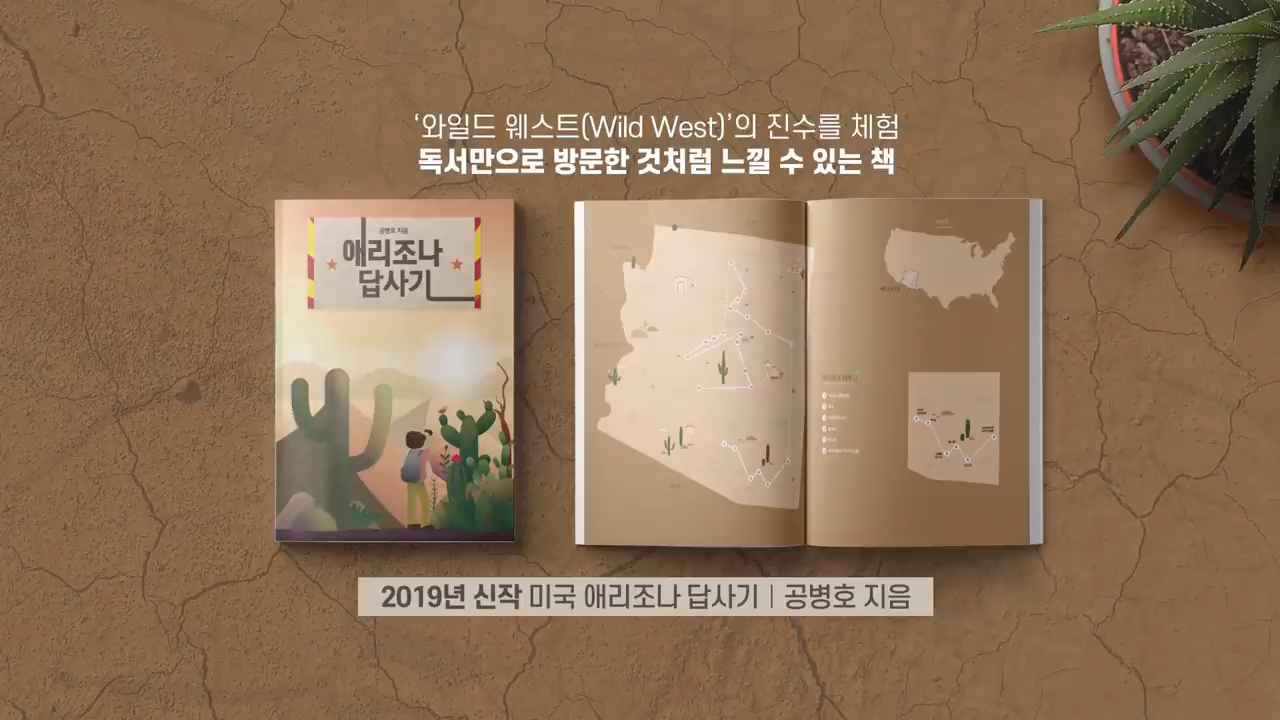 ‘와일드 웨스트(Wild West)’의 진수를 체험
독서만으로 방문한 것처럼 느낄 수 있는 책
공병호 지음
애리조나
답사기
2019년 신작 미국 애리조나 답사기 | 공병호 지음